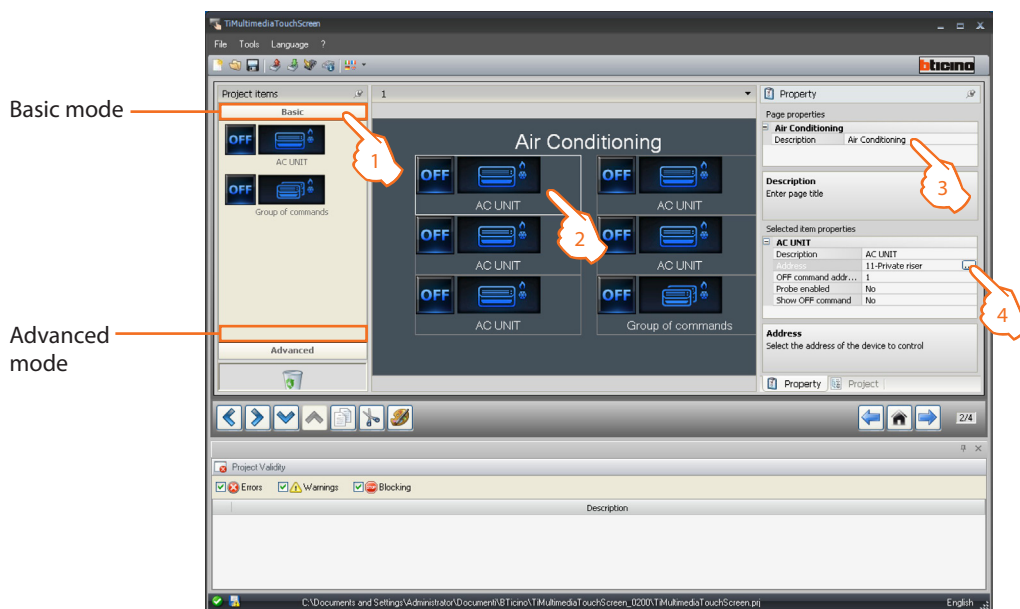 TiMultimediaTouchScreen
File Tools Language ?
bticino
Project items
1
Property
Basic mode
Basic
Page properties
Air Conditioning
Description Air Conditioning
OFF
AC UNIT
1
Air Conditioning
3
OFF
OFF
AC UNIT
AC UNIT
Description
Enter page title
OFF
Group of commands
2
Selected item properties
AC UNIT
Description AC UNIT
Address 11-Private riser ...
OFF command addr... 1
Probe enabled No
Show OFF command No
4
OFF
OFF
AC UNIT
AC UNIT
OFF
OFF
AC UNIT
Group of commands
Advanced
mode
Advanced
Address
Select the address of the device to control
Property Project
2/4
Project Validity
Errors Warnings Blocking
Description
C:\Documents and Settings\Administrator\Documenti\BTicino\TiMultimediaTouchScreen_0200\TiMultimediaTouchScreen.prj
English